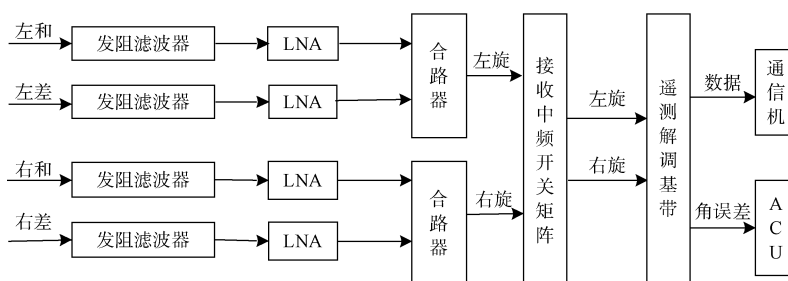 左和
发阻滤波器
LNA
左差
发阻滤波器
LNA
合路器
左旋
右和
发阻滤波器
LNA
右差
发阻滤波器
LNA
合路器
右旋
接收中频开关矩阵
左旋
右旋
遥测解调基带
数据
通信机
角误差
ACU